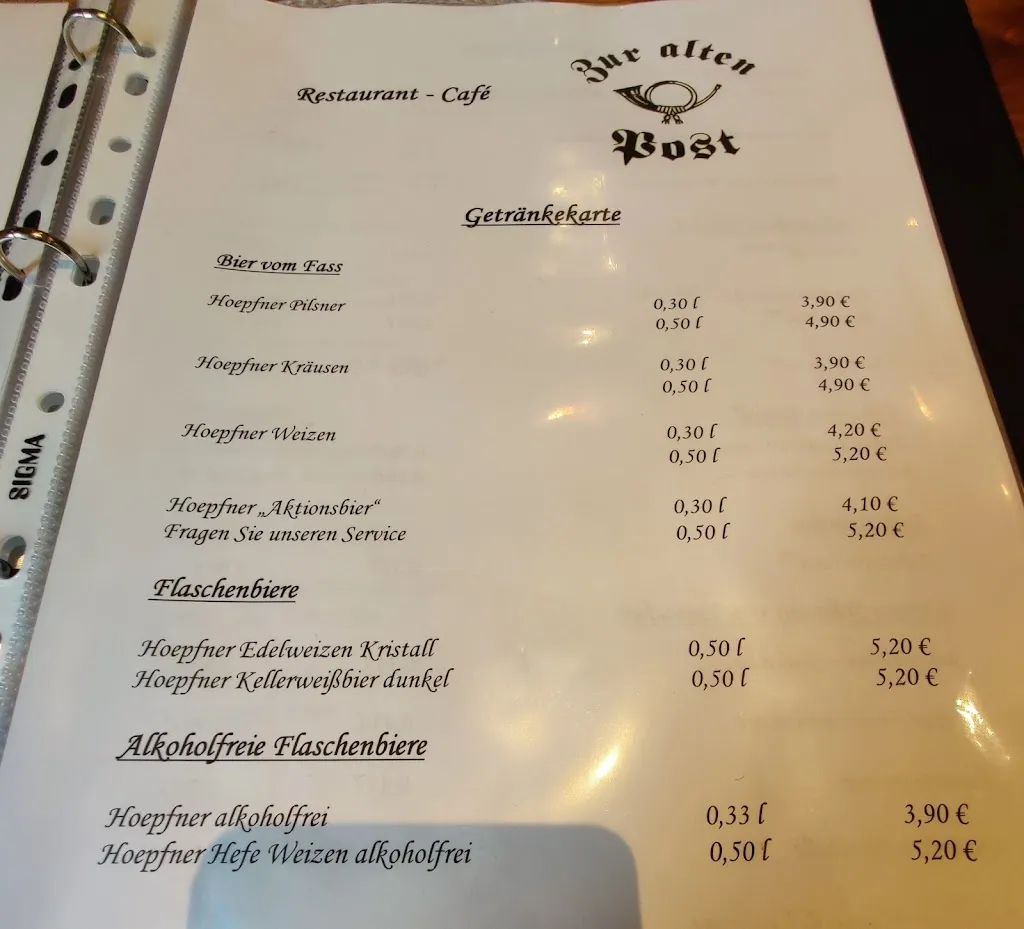 Zur alten
Restaurant - Café
Post
Getränkekarte
Bier vom Fass
Hoepfner Pilsner 0,30 l 3,90 €
0,50 l 4,90 €
Hoepfner Kräusen 0,30 l 3,90 €
0,50 l 4,90 €
Hoepfner Weizen 0,30 l 4,20 €
0,50 l 5,20 €
Hoepfner „Aktionsbier“ 0,30 l 4,10 €
Fragen Sie unseren Service 0,50 l 5,20 €
Flaschenbiere
Hoepfner Edelweizen Kristall 0,50 l 5,20 €
Hoepfner Kellerweißbier dunkel 0,50 l 5,20 €
Alkoholfreie Flaschenbiere
Hoepfner alkoholfrei 0,33 l 3,90 €
Hoepfner Hefe Weizen alkoholfrei 0,50 l 5,20 €
SIGMA